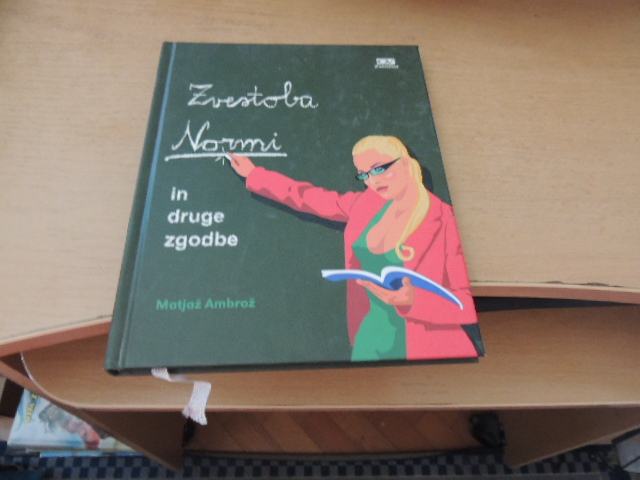 Zvestoba
Normi
in
druge
zgodbe
Matjaž Ambrož